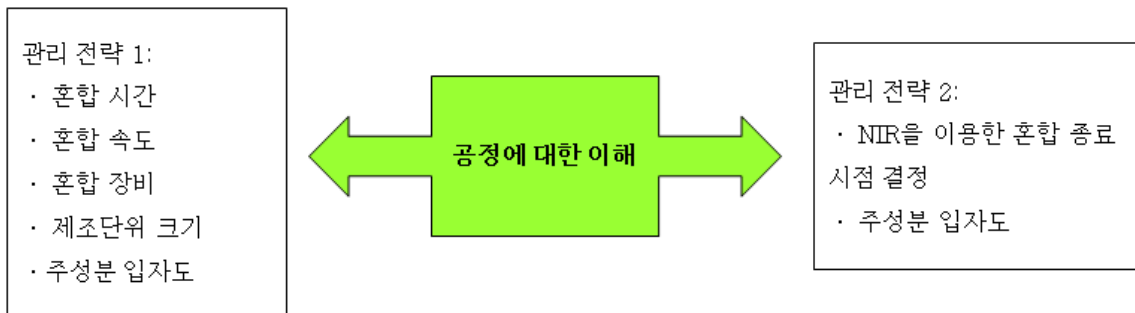 관리 전략 1:
· 혼합 시간
· 혼합 속도
· 혼합 장비
· 제조단위 크기
· 주성분 입자도
공정에 대한 이해
관리 전략 2:
· NIR을 이용한 혼합 종료
시점 결정
· 주성분 입자도